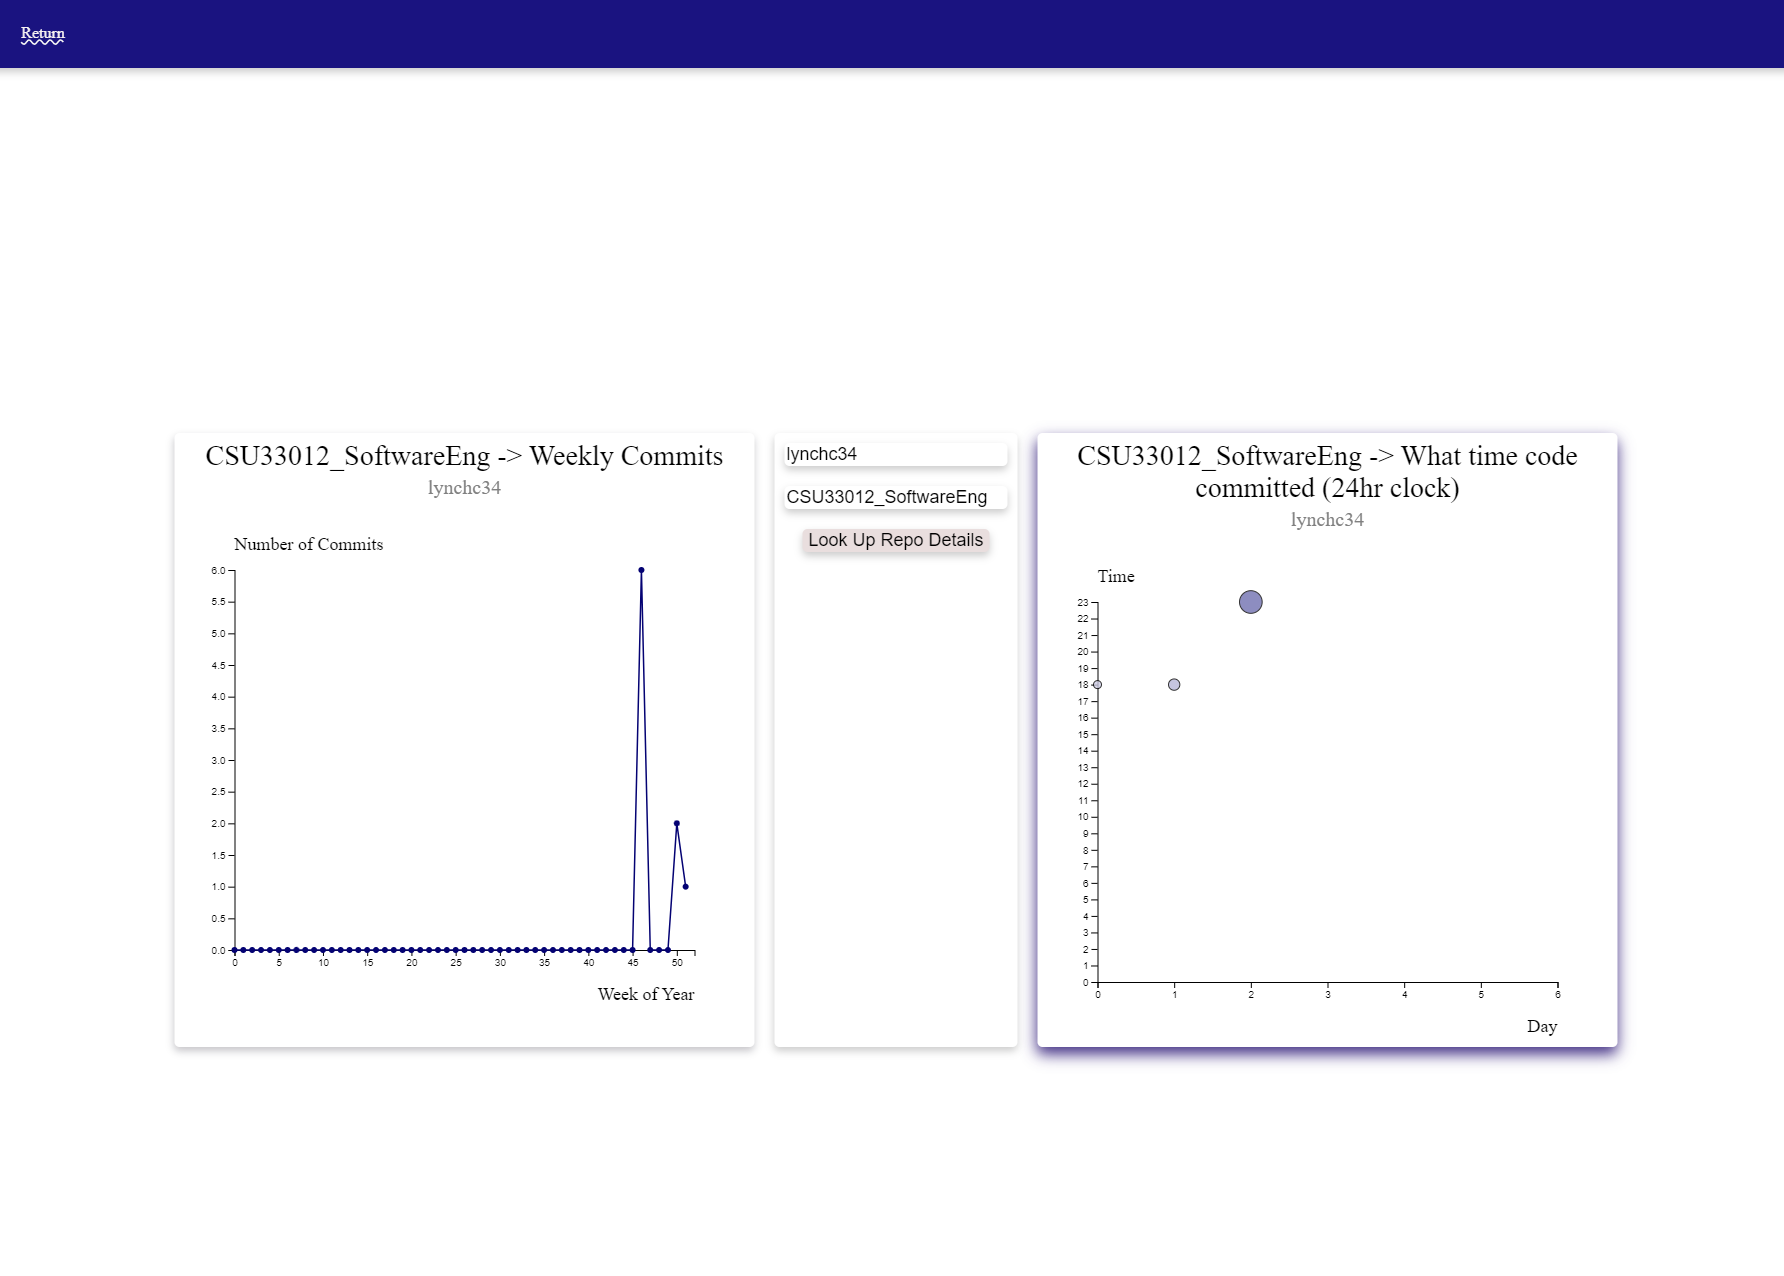 Return
CSU33012_SoftwareEng -> Weekly Commits
lynchc34
Number of Commits
6.0
5.5
5.0
4.5
4.0
3.5
3.0
2.5
2.0
1.5
1.0
0.5
0.0
0 5 10 15 20 25 30 35 40 45 50
Week of Year
lynchc34
CSU33012_SoftwareEng
Look Up Repo Details
CSU33012_SoftwareEng -> What time code
committed (24hr clock)
lynchc34
Time
23
22
21
20
19
18
17
16
15
14
13
12
11
10
9
8
7
6
5
4
3
2
1
0
0 1 2 3 4 5 6
Day